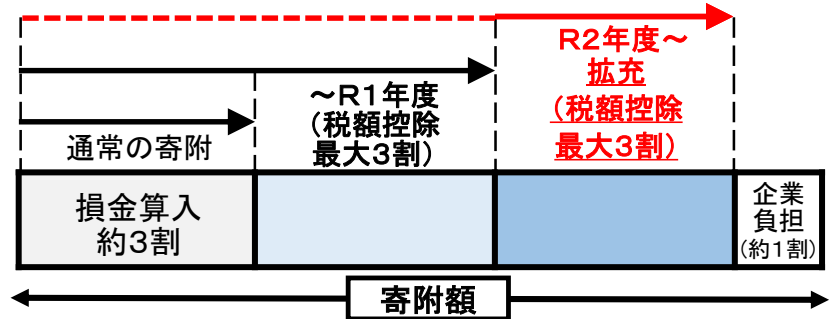 R2年度～
拡充
(税額控除
最大3割)
～R1年度
(税額控除
最大3割)
通常の寄附
損金算入
約3割
企業
負担
(約1割)
寄附額